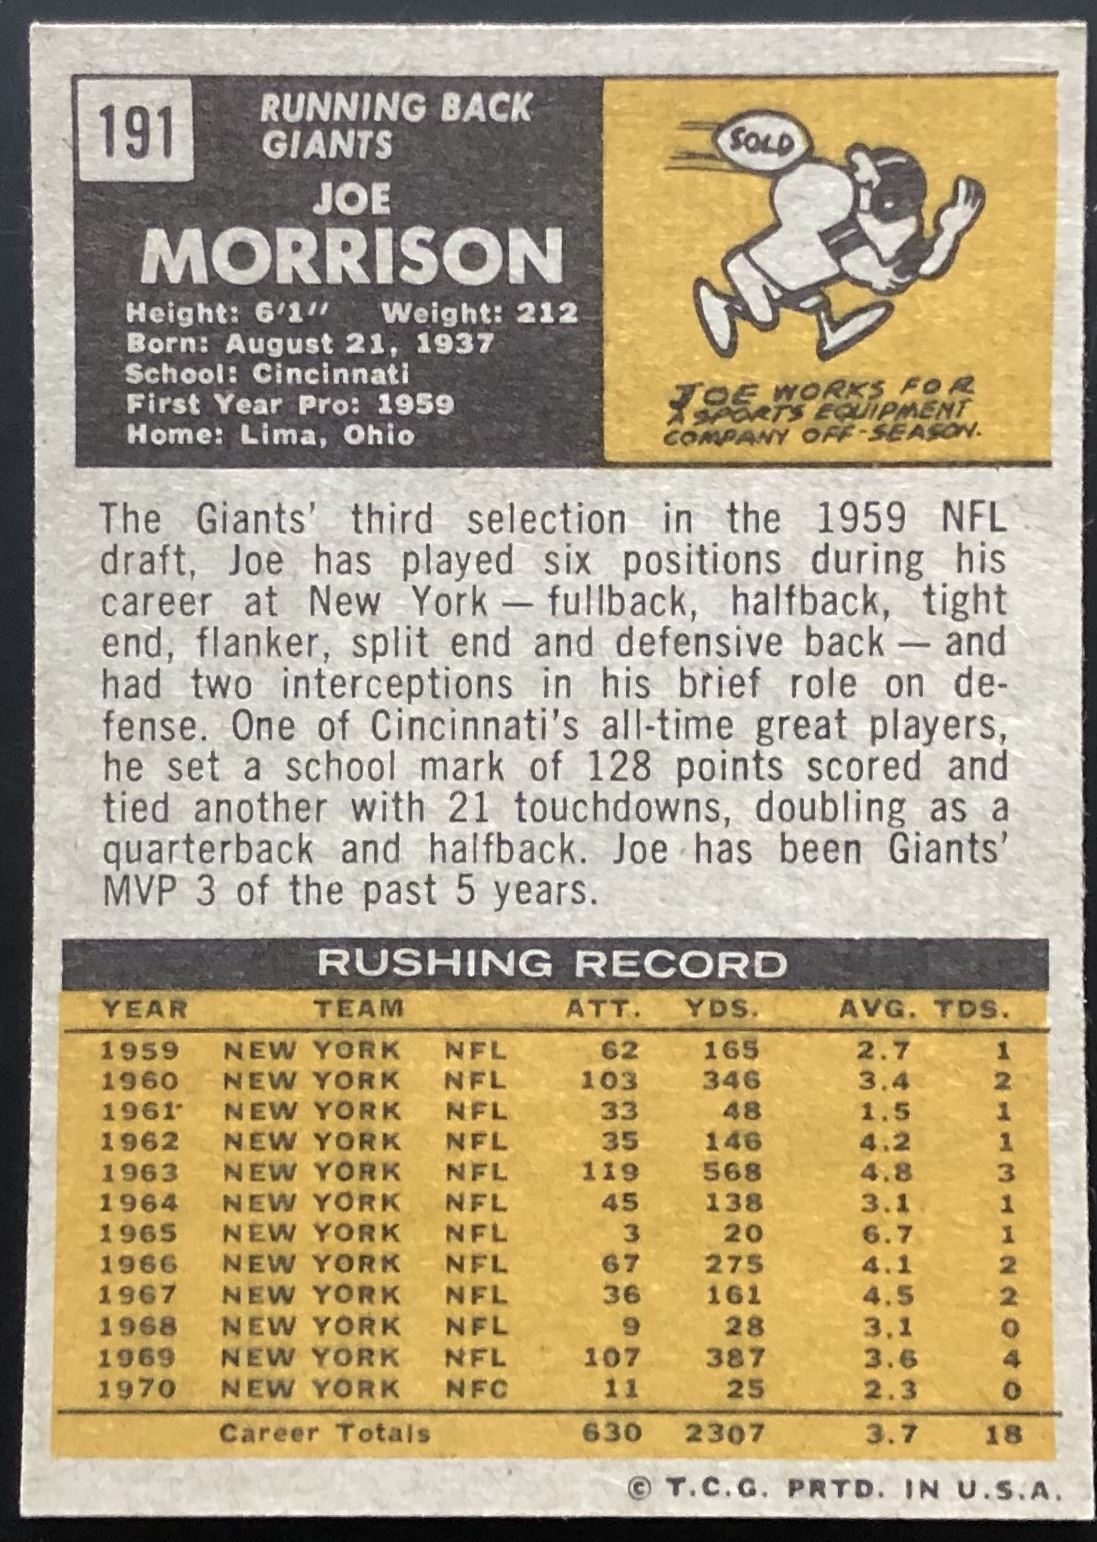 191
RUNNING BACK
GIANTS
JOE
MORRISON
Height: 6'1'' Weight: 212
Born: August 21, 1937
School: Cincinnati
First Year Pro: 1959
Home: Lima, Ohio
SOLD
JOE WORKS FOR
A SPORTS EQUIPMENT
COMPANY OFF-SEASON.
The Giants' third selection in the 1959 NFL
draft, Joe has played six positions during his
career at New York — fullback, halfback, tight
end, flanker, split end and defensive back — and
had two interceptions in his brief role on de-
fense. One of Cincinnati's all-time great players,
he set a school mark of 128 points scored and
tied another with 21 touchdowns, doubling as a
quarterback and halfback. Joe has been Giants'
MVP 3 of the past 5 years.
RUSHING RECORD
YEAR TEAM ATT. YDS. AVG. TDS.
1959 NEW YORK NFL 62 165 2.7 1
1960 NEW YORK NFL 103 346 3.4 2
1961 NEW YORK NFL 33 48 1.5 1
1962 NEW YORK NFL 35 146 4.2 1
1963 NEW YORK NFL 119 568 4.8 3
1964 NEW YORK NFL 45 138 3.1 1
1965 NEW YORK NFL 3 20 6.7 1
1966 NEW YORK NFL 67 275 4.1 2
1967 NEW YORK NFL 36 161 4.5 2
1968 NEW YORK NFL 9 28 3.1 0
1969 NEW YORK NFL 107 387 3.6 4
1970 NEW YORK NFC 11 25 2.3 0
Career Totals 630 2307 3.7 18
© T.C.G. PRTD. IN U.S.A.